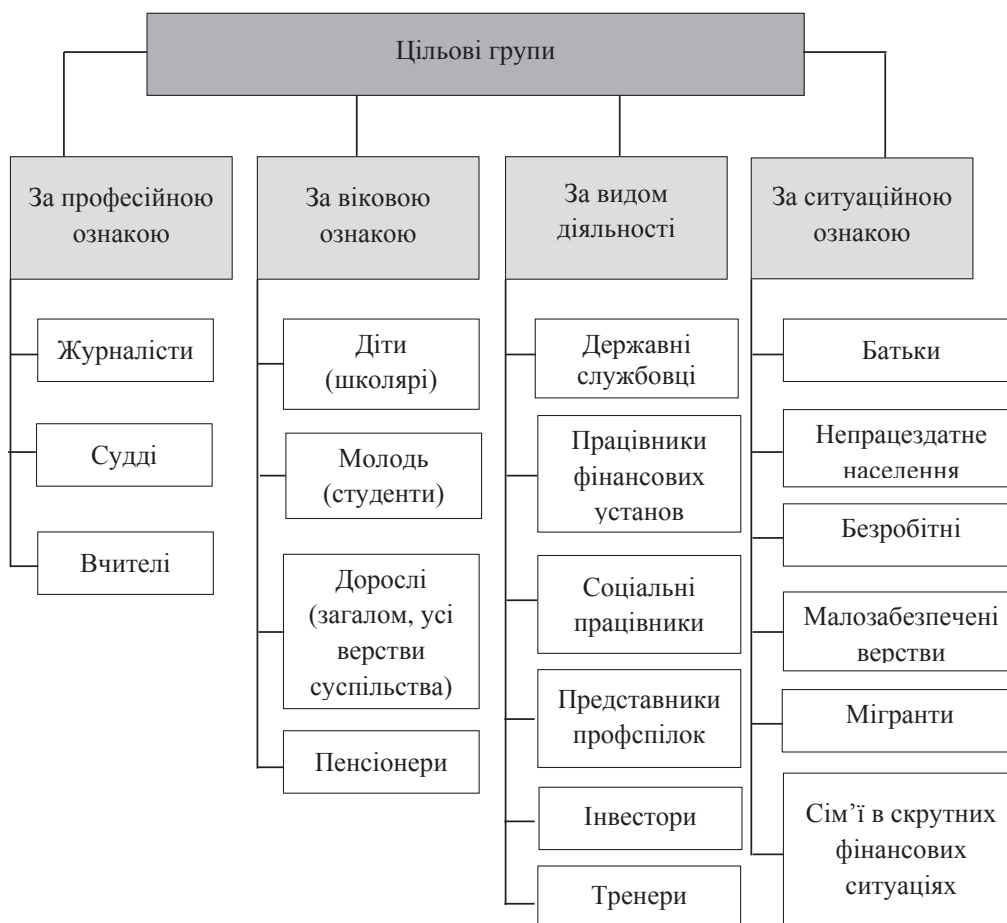 Цільові групи
За професійною
ознакою
Журналісти
Судді
Вчителі
За віковою
ознакою
Діти
(школярі)
Молодь
(студенти)
Дорослі
(загалом, усі
верстви
суспільства)
Пенсіонери
За видом
діяльності
Державні
службовці
Працівники
фінансових
установ
Соціальні
працівники
Представники
профспілок
Інвестори
Тренери
За ситуаційною
ознакою
Батьки
Непрацездатне
населення
Безробітні
Малозабезпечені
верстви
Мігранти
Сім’ї в скрутних
фінансових
ситуаціях